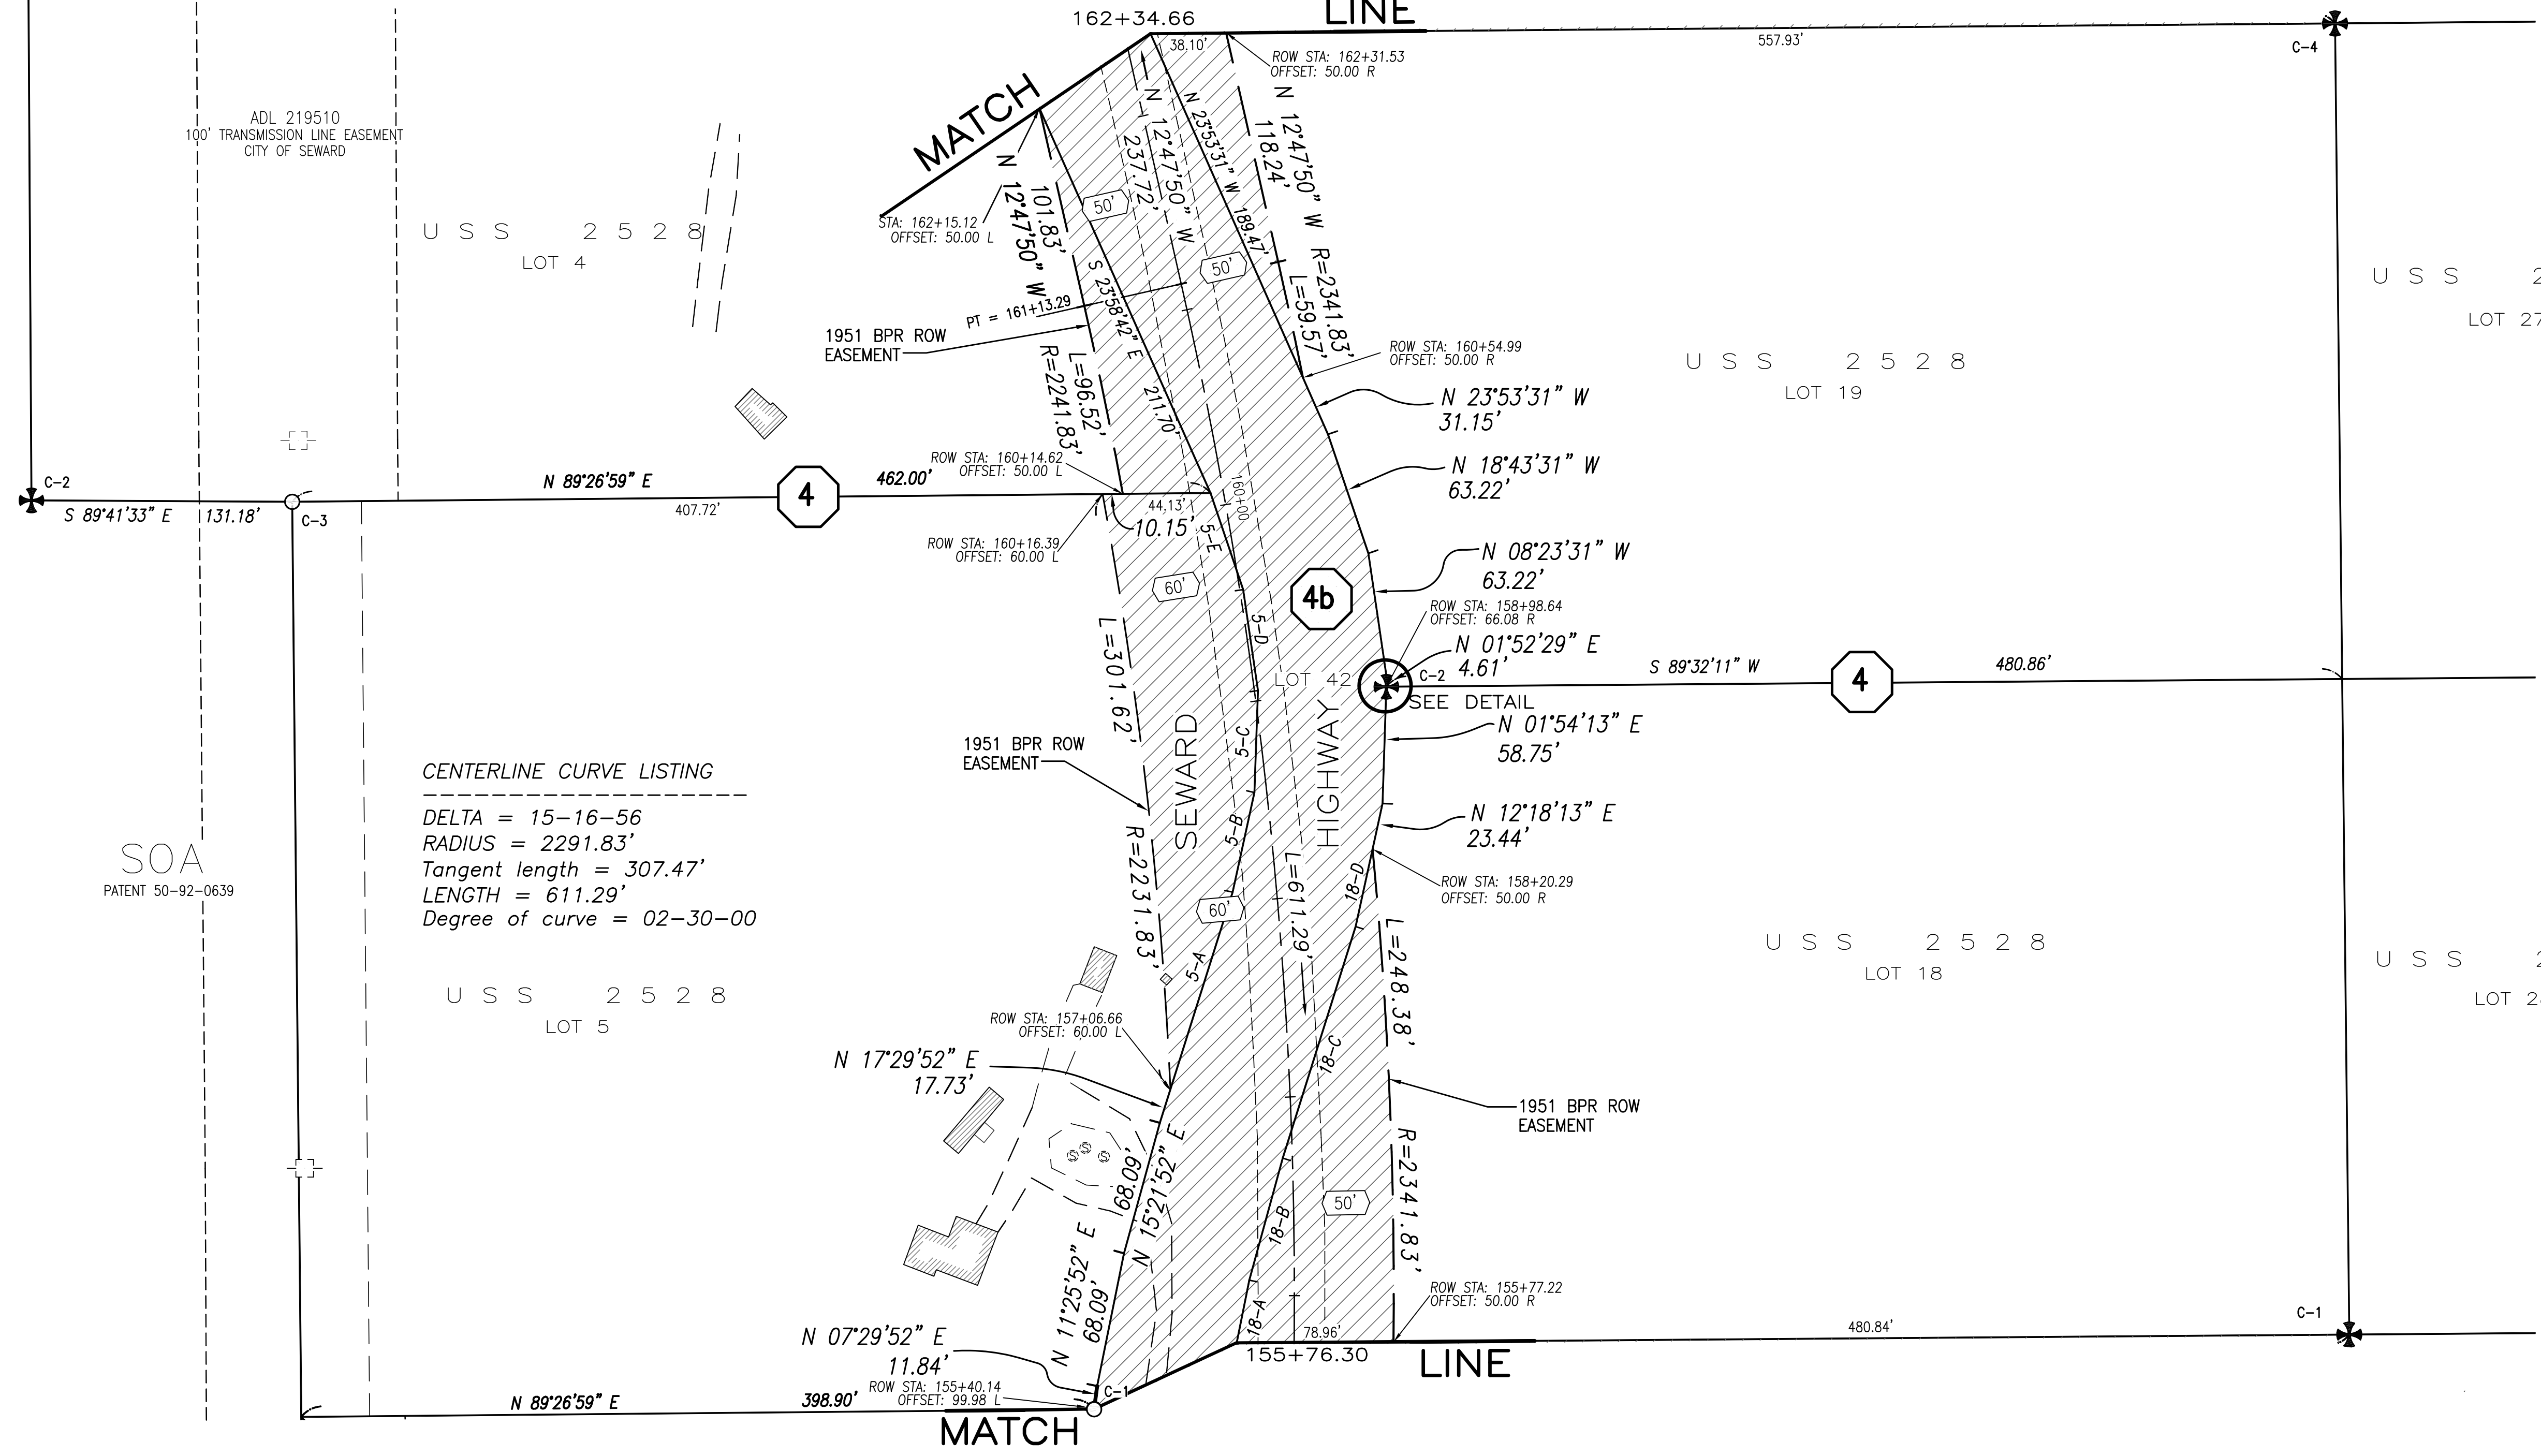 162+34.66
LINE
38.10'
557.93'
C-4
ROW STA: 162+31.53
OFFSET: 50.00 R
MATCH
ADL 219510
100' TRANSMISSION LINE EASEMENT
CITY OF SEWARD
N 12°47'50" W
237.72'
N 23°53'31" W
189.47'
N 12°47'50" W
118.24'
R=2341.83'
L=59.57'
N 12°47'50" W
101.83'
STA: 162+15.12
OFFSET: 50.00 L
50'
50'
USS 2528
LOT 4
S 23°58'42" E
211.70'
PT = 161+13.29
1951 BPR ROW
EASEMENT
L=96.52'
R=2241.83'
ROW STA: 160+54.99
OFFSET: 50.00 R
USS 2
LOT 27
USS 2528
LOT 19
N 23°53'31" W
31.15'
ROW STA: 160+14.62
OFFSET: 50.00 L
N 18°43'31" W
63.22'
C-2
S 89°41'33" E
131.18'
C-3
N 89°26'59" E
4
462.00'
407.72'
44.13'
10.15'
160+00
ROW STA: 160+16.39
OFFSET: 60.00 L
5-E
N 08°23'31" W
63.22'
60'
4b
ROW STA: 158+98.64
OFFSET: 66.08 R
5-D
N 01°52'29" E
4.61'
C-2
S 89°32'11" W
4
480.86'
LOT 42
SEE DETAIL
L=301.62'
R=2231.83'
SEWARD
HIGHWAY
5-C
N 01°54'13" E
58.75'
1951 BPR ROW
EASEMENT
CENTERLINE CURVE LISTING
DELTA = 15-16-56
RADIUS = 2291.83'
Tangent length = 307.47'
LENGTH = 611.29'
Degree of curve = 02-30-00
SOA
PATENT 50-92-0639
5-B
N 12°18'13" E
23.44'
L=611.29'
18-D
ROW STA: 158+20.29
OFFSET: 50.00 R
60'
5-A
L=248.38'
R=2341.83'
USS 2528
LOT 18
USS 2
LOT 2
USS 2528
LOT 5
ROW STA: 157+06.66
OFFSET: 60.00 L
N 17°29'52" E
17.73'
18-C
1951 BPR ROW
EASEMENT
S
S
S
68.09'
N 15°21'52" E
50'
18-B
N 11°25'52" E
68.09'
18-A
ROW STA: 155+77.22
OFFSET: 50.00 R
C-1
N 07°29'52" E
11.84'
78.96'
480.84'
155+76.30
LINE
ROW STA: 155+40.14
OFFSET: 99.98 L
C-1
N 89°26'59" E
398.90'
MATCH